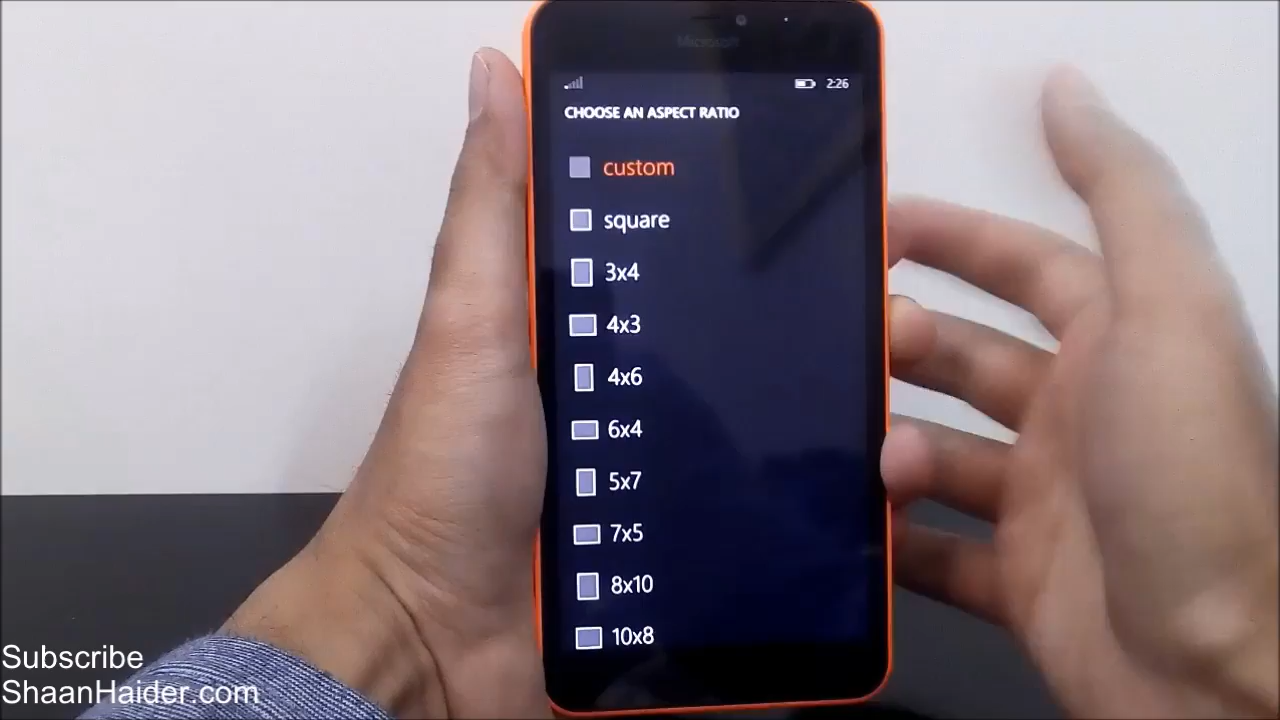 Microsoft
2:26
CHOOSE AN ASPECT RATIO
custom
square
3x4
4x3
4x6
6x4
5x7
7x5
8x10
10x8
Subscribe
ShaanHaider.com